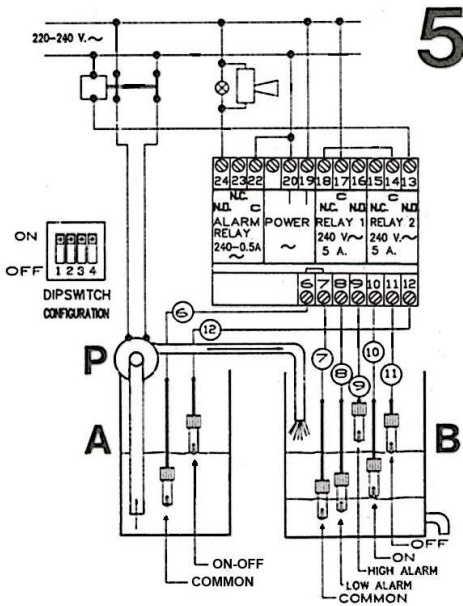 5
220-240 V. ~
24 23 22 20 19 18 17 16 15 14 13
N.C. N.C. N.C.
N.O. C C N.O. C N.O.
ALARM RELAY 240-0.5A ~
POWER ~
RELAY 1 240 V~ 5 A.
RELAY 2 240 V.~ 5 A.
ON
OFF
1 2 3 4
DIPSWITCH
CONFIGURATION
6 7 8 9 10 11 12
6
12
7
8
9
10
11
P
A
B
ON-OFF
COMMON
OFF
ON
HIGH ALARM
LOW ALARM
COMMON